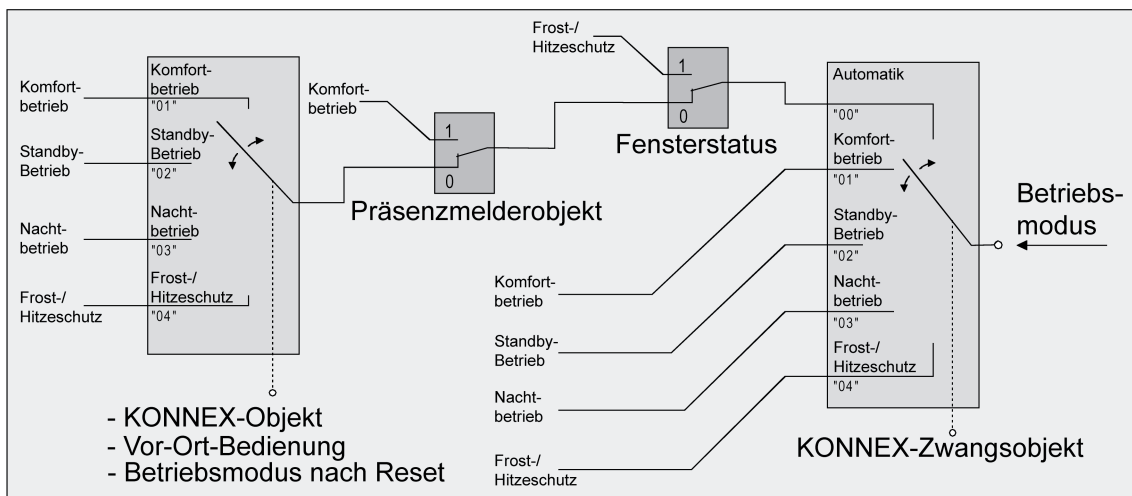 Komfort-
betrieb
Standby-
Betrieb
Nacht-
betrieb
Frost-/
Hitzeschutz
Komfort-
betrieb
"01"
Standby-
Betrieb
"02"
Nacht-
betrieb
"03"
Frost-/
Hitzeschutz
"04"
- KONNEX-Objekt
- Vor-Ort-Bedienung
- Betriebsmodus nach Reset
Komfort-
betrieb
1
0
Präsenzmelderobjekt
Frost-/
Hitzeschutz
1
0
Fensterstatus
Komfort-
betrieb
Standby-
Betrieb
Nacht-
betrieb
Frost-/
Hitzeschutz
Automatik
"00"
Komfort-
betrieb
"01"
Standby-
Betrieb
"02"
Nacht-
betrieb
"03"
Frost-/
Hitzeschutz
"04"
KONNEX-Zwangsobjekt
Betriebs-
modus